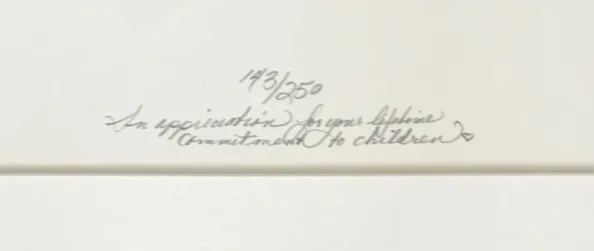 143/250
In appreciation for your lifetime
Commitment to children